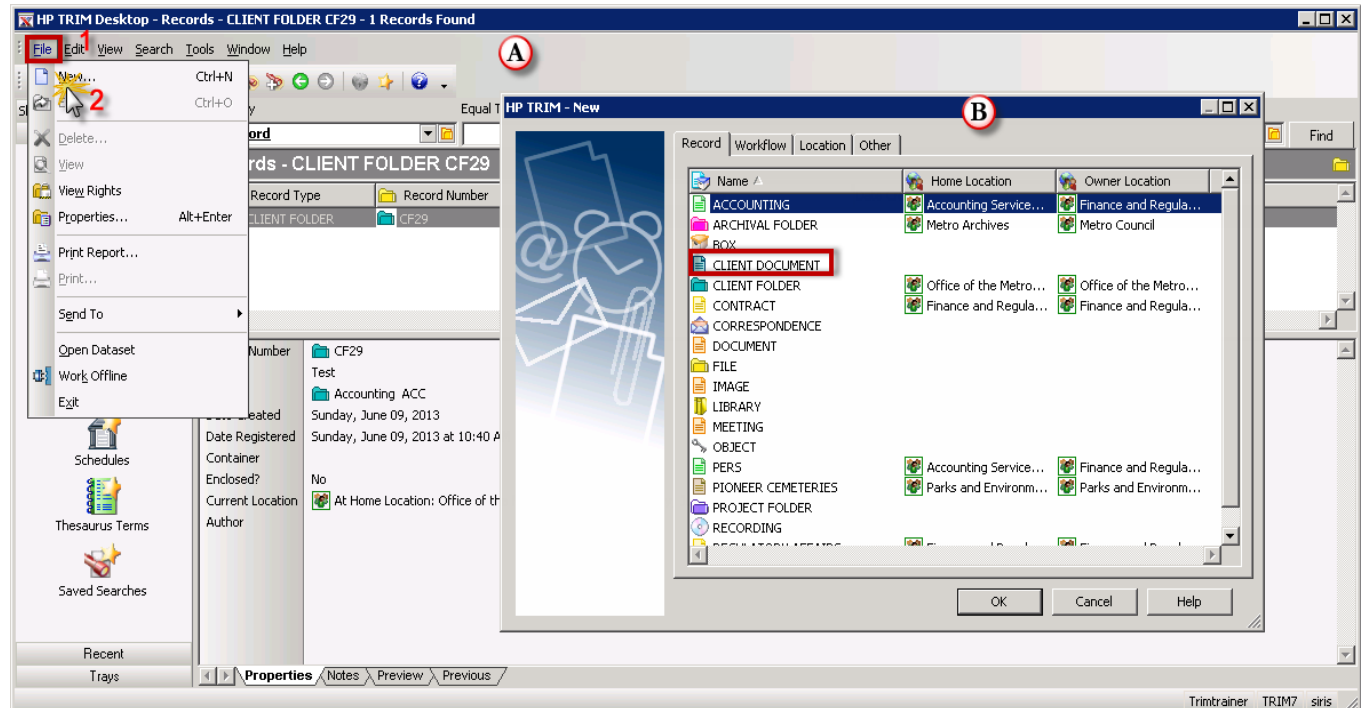 HP TRIM Desktop - Records - CLIENT FOLDER CF29 - 1 Records Found
File Edit View Search Tools Window Help
1
A
New... Ctrl+N
2
Ctrl+O
Equal
Delete...
View
View Rights
Properties... Alt+Enter
Print Report...
Print...
Send To
Open Dataset
Work Offline
Exit
Find
- CLIENT FOLDER CF29
Record Type Record Number
CLIENT FOLDER CF29
HP TRIM - New
B
Record Workflow Location Other
Name Home Location Owner Location
ACCOUNTING Accounting Service... Finance and Regula...
ARCHIVAL FOLDER Metro Archives Metro Council
BOX
CLIENT DOCUMENT
CLIENT FOLDER Office of the Metro... Office of the Metro...
CONTRACT Finance and Regula... Finance and Regula...
CORRESPONDENCE
DOCUMENT
FILE
IMAGE
LIBRARY
MEETING
OBJECT
PERS Accounting Service... Finance and Regula...
PIONEER CEMETERIES Parks and Environm... Parks and Environm...
PROJECT FOLDER
RECORDING
OK Cancel Help
Number CF29
Test
Accounting ACC
Sunday, June 09, 2013
Date Registered Sunday, June 09, 2013 at 10:40 A
Container
Enclosed? No
Current Location At Home Location: Office of th
Author
Schedules
Thesaurus Terms
Saved Searches
Recent
Trays
Properties Notes Preview Previous
Trimtrainer TRIM7 siris